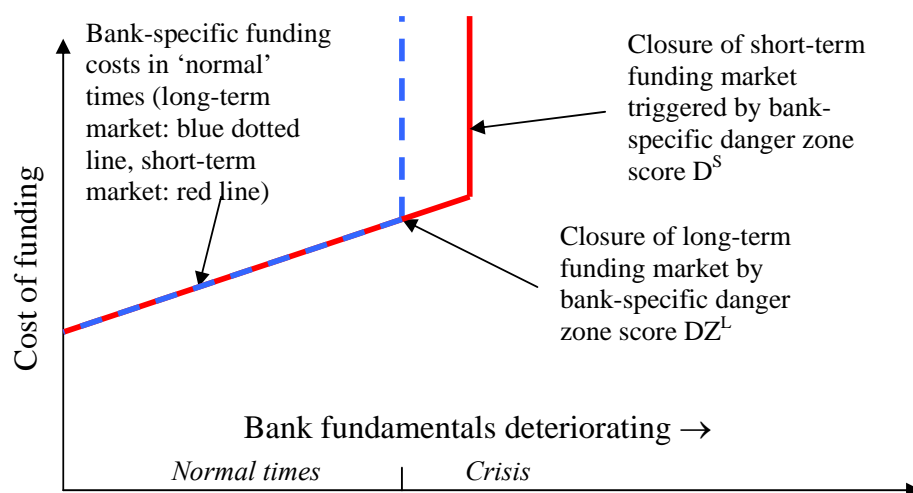 Bank-specific funding
costs in ‘normal’
times (long-term
market: blue dotted
line, short-term
market: red line)
Closure of short-term
funding market
triggered by bank-
specific danger zone
score D^S
Closure of long-term
funding market by
bank-specific danger
zone score DZ^L
Cost of funding
Bank fundamentals deteriorating →
Normal times
Crisis